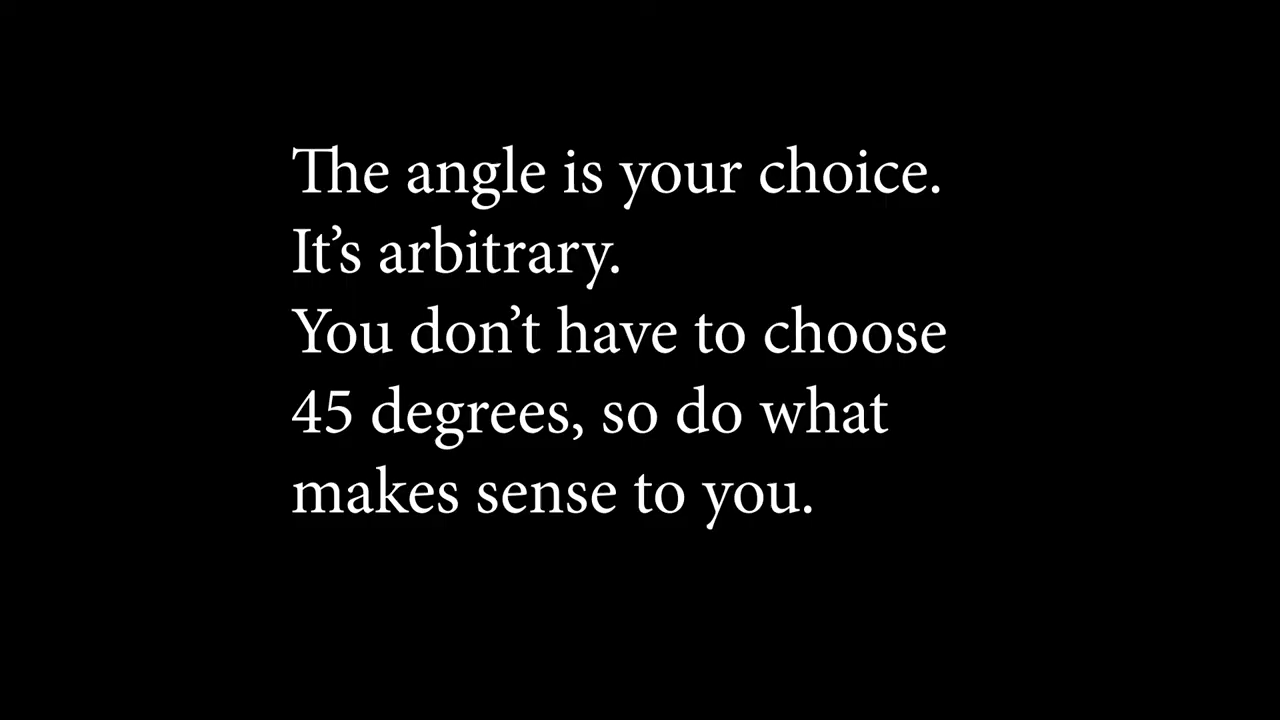 The angle is your choice.
It’s arbitrary.
You don’t have to choose
45 degrees, so do what
makes sense to you.